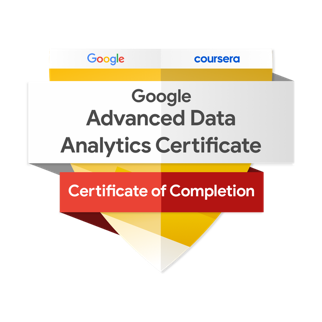 Google coursera
Google
Advanced Data
Analytics Certificate
Certificate of Completion